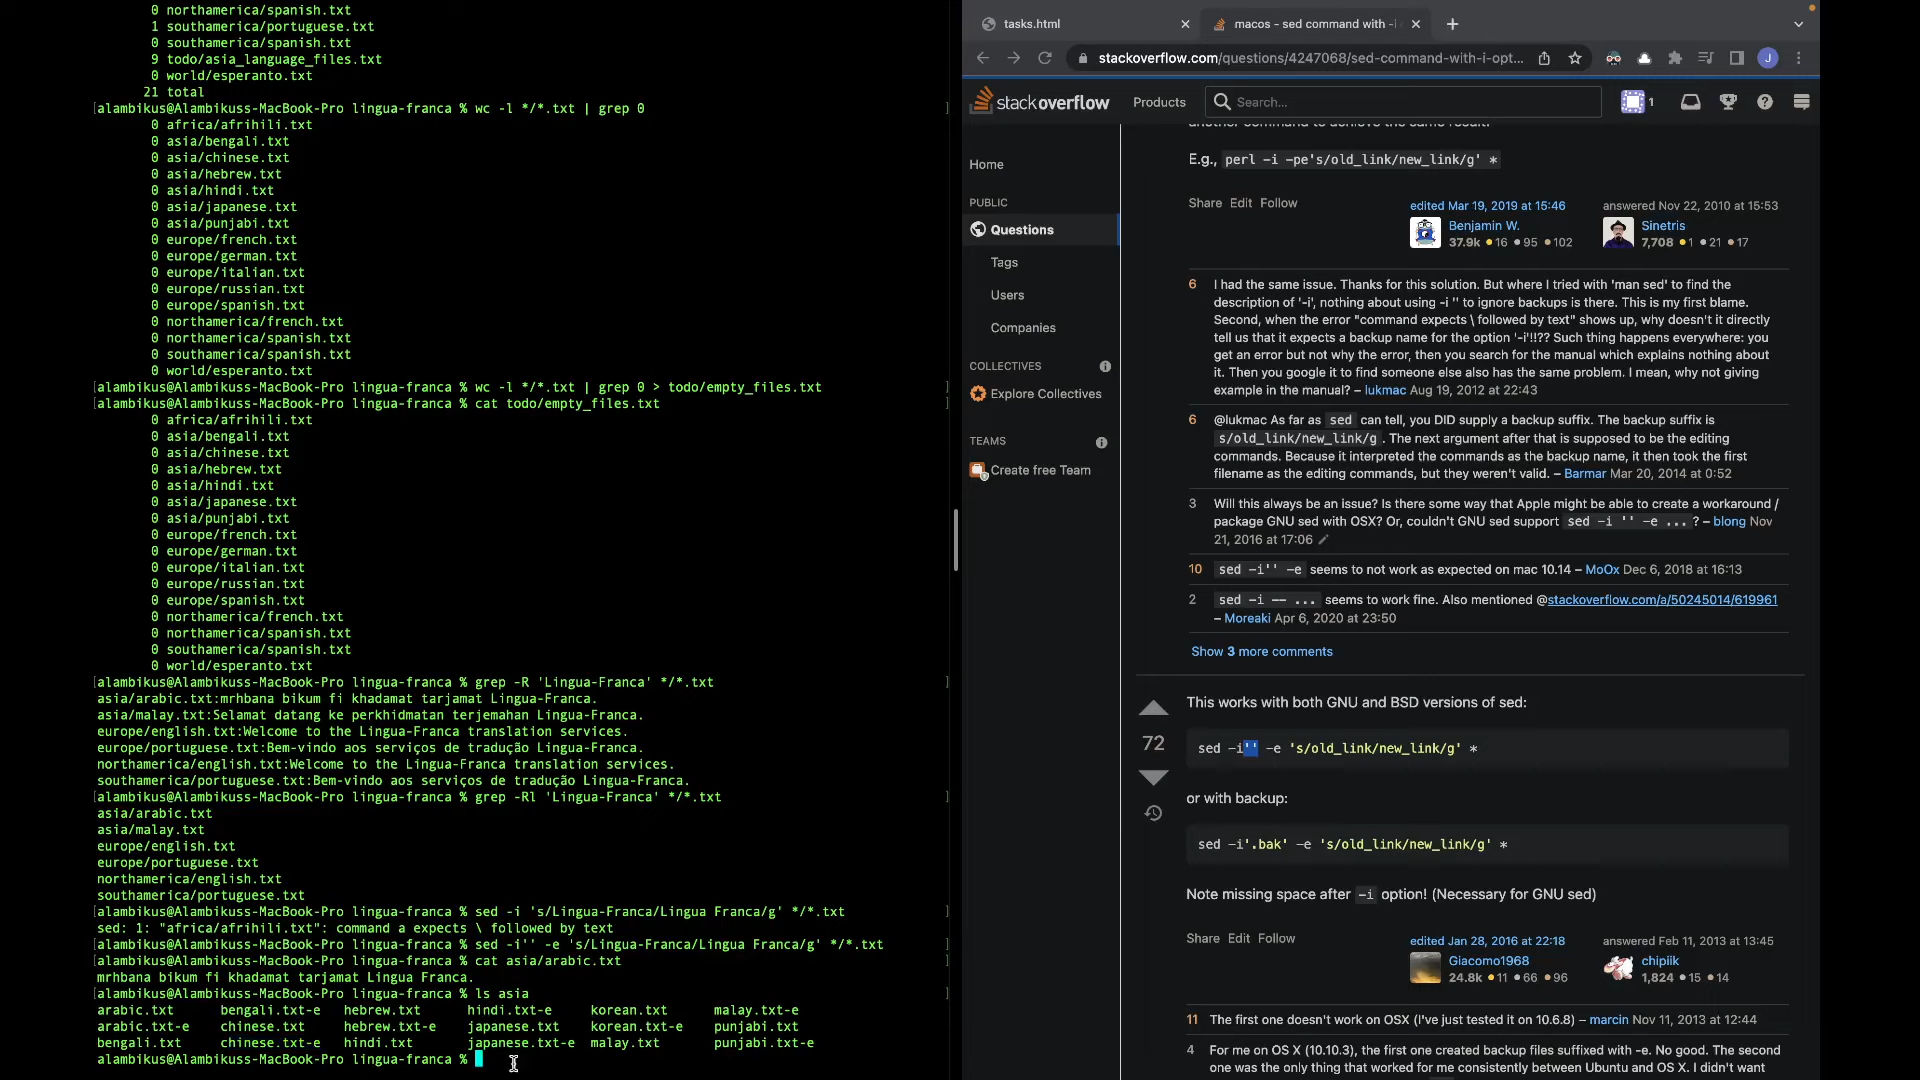 0 northamerica/spanish.txt
1 southamerica/portuguese.txt
0 southamerica/spanish.txt
9 todo/asia_language_files.txt
0 world/esperanto.txt
21 total
[alambikus@Alambikuss-MacBook-Pro lingua-franca % wc -l */*.txt | grep 0 ]
0 africa/afrihili.txt
0 asia/bengali.txt
0 asia/chinese.txt
0 asia/hebrew.txt
0 asia/hindi.txt
0 asia/japanese.txt
0 asia/punjabi.txt
0 europe/french.txt
0 europe/german.txt
0 europe/italian.txt
0 europe/russian.txt
0 europe/spanish.txt
0 northamerica/french.txt
0 northamerica/spanish.txt
0 southamerica/spanish.txt
0 world/esperanto.txt
[alambikus@Alambikuss-MacBook-Pro lingua-franca % wc -l */*.txt | grep 0 > todo/empty_files.txt ]
[alambikus@Alambikuss-MacBook-Pro lingua-franca % cat todo/empty_files.txt ]
0 africa/afrihili.txt
0 asia/bengali.txt
0 asia/chinese.txt
0 asia/hebrew.txt
0 asia/hindi.txt
0 asia/japanese.txt
0 asia/punjabi.txt
0 europe/french.txt
0 europe/german.txt
0 europe/italian.txt
0 europe/russian.txt
0 europe/spanish.txt
0 northamerica/french.txt
0 northamerica/spanish.txt
0 southamerica/spanish.txt
0 world/esperanto.txt
[alambikus@Alambikuss-MacBook-Pro lingua-franca % grep -R 'Lingua-Franca' */*.txt ]
asia/arabic.txt:mrhbana bikum fi khadamat tarjamat Lingua-Franca.
asia/malay.txt:Selamat datang ke perkhidmatan terjemahan Lingua-Franca.
europe/english.txt:Welcome to the Lingua-Franca translation services.
europe/portuguese.txt:Bem-vindo aos serviços de tradução Lingua-Franca.
northamerica/english.txt:Welcome to the Lingua-Franca translation services.
southamerica/portuguese.txt:Bem-vindo aos serviços de tradução Lingua-Franca.
[alambikus@Alambikuss-MacBook-Pro lingua-franca % grep -Rl 'Lingua-Franca' */*.txt ]
asia/arabic.txt
asia/malay.txt
europe/english.txt
europe/portuguese.txt
northamerica/english.txt
southamerica/portuguese.txt
[alambikus@Alambikuss-MacBook-Pro lingua-franca % sed -i 's/Lingua-Franca/Lingua Franca/g' */*.txt ]
sed: 1: "africa/afrihili.txt": command a expects \ followed by text
[alambikus@Alambikuss-MacBook-Pro lingua-franca % sed -i'' -e 's/Lingua-Franca/Lingua Franca/g' */*.txt ]
[alambikus@Alambikuss-MacBook-Pro lingua-franca % cat asia/arabic.txt ]
mrhbana bikum fi khadamat tarjamat Lingua Franca.
[alambikus@Alambikuss-MacBook-Pro lingua-franca % ls asia ]
arabic.txt bengali.txt-e hebrew.txt hindi.txt-e korean.txt malay.txt-e
arabic.txt-e chinese.txt hebrew.txt-e japanese.txt korean.txt-e punjabi.txt
bengali.txt chinese.txt-e hindi.txt japanese.txt-e malay.txt punjabi.txt-e
alambikus@Alambikuss-MacBook-Pro lingua-franca %
tasks.html
macos - sed command with -i
stackoverflow.com/questions/4247068/sed-command-with-i-opt...
J
stackoverflow
Products
Search...
1
Home
PUBLIC
Questions
Tags
Users
Companies
COLLECTIVES
Explore Collectives
TEAMS
Create free Team
another command to achieve the same result.
E.g., perl -i -pe's/old_link/new_link/g' *
Share Edit Follow
edited Mar 19, 2019 at 15:46
Benjamin W.
37.9k 16 95 102
answered Nov 22, 2010 at 15:53
Sinetris
7,708 1 21 17
6 I had the same issue. Thanks for this solution. But where I tried with 'man sed' to find the
description of '-i', nothing about using -i '' to ignore backups is there. This is my first blame.
Second, when the error "command expects \ followed by text" shows up, why doesn't it directly
tell us that it expects a backup name for the option '-i'!!?? Such thing happens everywhere: you
get an error but not why the error, then you search for the manual which explains nothing about
it. Then you google it to find someone else also has the same problem. I mean, why not giving
example in the manual? – lukmac Aug 19, 2012 at 22:43
6 @lukmac As far as sed can tell, you DID supply a backup suffix. The backup suffix is
s/old_link/new_link/g . The next argument after that is supposed to be the editing
commands. Because it interpreted the commands as the backup name, it then took the first
filename as the editing commands, but they weren't valid. – Barmar Mar 20, 2014 at 0:52
3 Will this always be an issue? Is there some way that Apple might be able to create a workaround /
package GNU sed with OSX? Or, couldn't GNU sed support sed -i '' -e ... ? – blong Nov
21, 2016 at 17:06
10 sed -i'' -e seems to not work as expected on mac 10.14 – MoOx Dec 6, 2018 at 16:13
2 sed -i -- ... seems to work fine. Also mentioned @stackoverflow.com/a/50245014/619961
– Moreaki Apr 6, 2020 at 23:50
Show 3 more comments
72
This works with both GNU and BSD versions of sed:
sed -i'' -e 's/old_link/new_link/g' *
or with backup:
sed -i'.bak' -e 's/old_link/new_link/g' *
Note missing space after -i option! (Necessary for GNU sed)
Share Edit Follow
edited Jan 28, 2016 at 22:18
Giacomo1968
24.8k 11 66 96
answered Feb 11, 2013 at 13:45
chipiik
1,824 15 14
11 The first one doesn't work on OSX (I've just tested it on 10.6.8) – marcin Nov 11, 2013 at 12:44
4 For me on OS X (10.10.3), the first one created backup files suffixed with -e. No good. The second
one was the only thing that worked for me consistently between Ubuntu and OS X. I didn't want